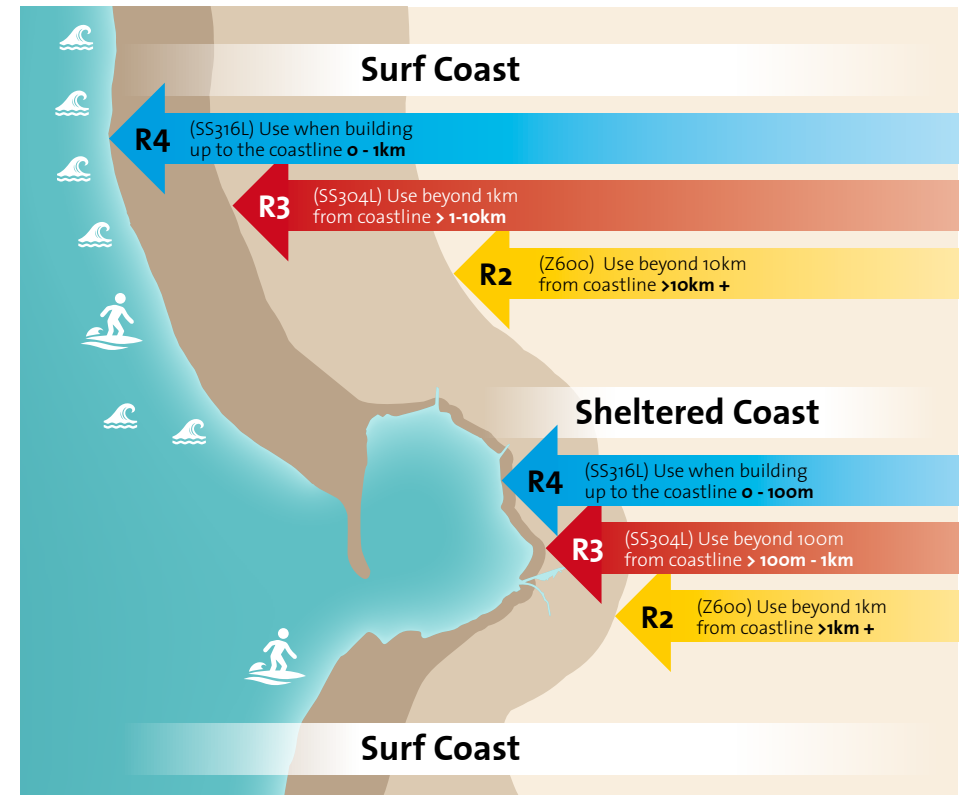 Surf Coast
R4
(SS316L) Use when building
up to the coastline 0 - 1km
R3
(SS304L) Use beyond 1km
from coastline > 1-10km
R2
(Z600) Use beyond 10km
from coastline >10km +
Sheltered Coast
R4
(SS316L) Use when building
up to the coastline 0 - 100m
R3
(SS304L) Use beyond 100m
from coastline > 100m - 1km
R2
(Z600) Use beyond 1km
from coastline >1km +
Surf Coast